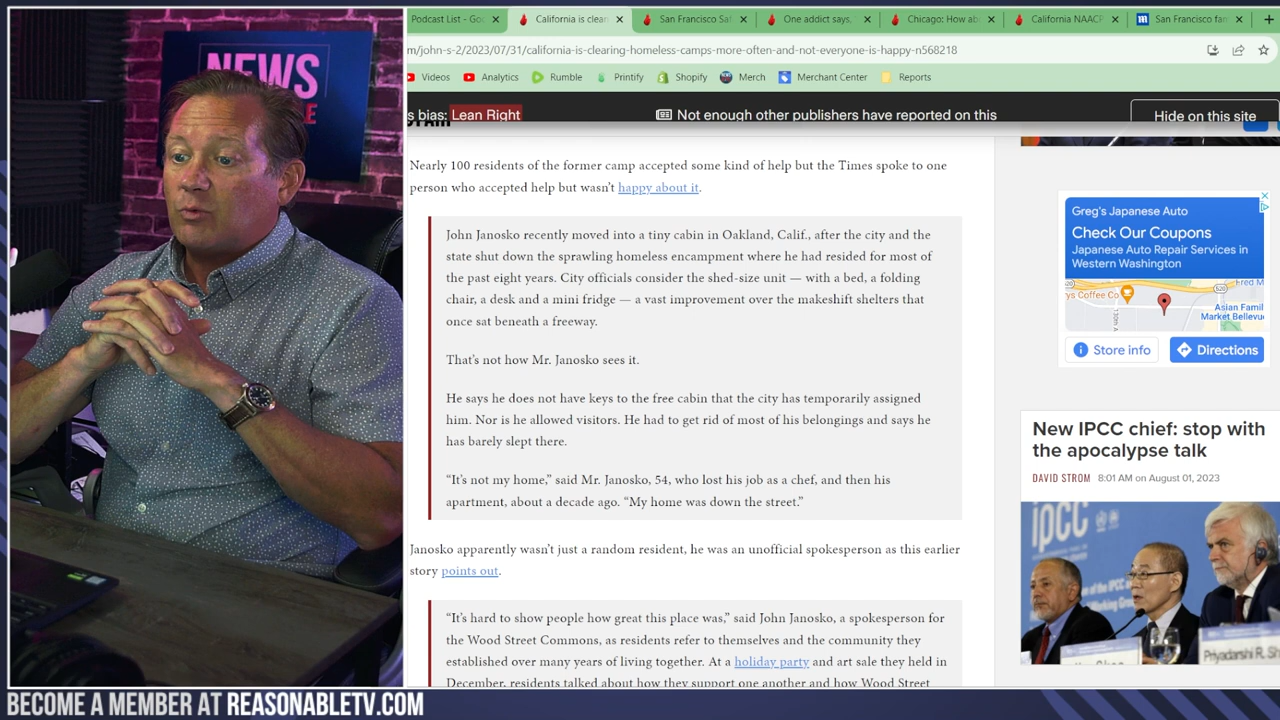 NEWS
Podcast List - Goo
California is clean
San Francisco Saf
One addict says,
Chicago: How ab
California NAACP
San Francisco fan
m/john-s-2/2023/07/31/california-is-clearing-homeless-camps-more-often-and-not-everyone-is-happy-n568218
Videos
Analytics
Rumble
Printify
Shopify
Merch
Merchant Center
Reports
s bias: Lean Right
Not enough other publishers have reported on this
Hide on this site
Nearly 100 residents of the former camp accepted some kind of help but the Times spoke to one
person who accepted help but wasn’t happy about it.
John Janosko recently moved into a tiny cabin in Oakland, Calif., after the city and the
state shut down the sprawling homeless encampment where he had resided for most of
the past eight years. City officials consider the shed-size unit — with a bed, a folding
chair, a desk and a mini fridge — a vast improvement over the makeshift shelters that
once sat beneath a freeway.
That’s not how Mr. Janosko sees it.
He says he does not have keys to the free cabin that the city has temporarily assigned
him. Nor is he allowed visitors. He had to get rid of most of his belongings and says he
has barely slept there.
“It’s not my home,” said Mr. Janosko, 54, who lost his job as a chef, and then his
apartment, about a decade ago. “My home was down the street.”
Janosko apparently wasn’t just a random resident, he was an unofficial spokesperson as this earlier
story points out.
“It’s hard to show people how great this place was,” said John Janosko, a spokesperson for
the Wood Street Commons, as residents refer to themselves and the community they
established over many years of living together. At a holiday party and art sale they held in
December, residents talked about how they support one another and how Wood Street
Greg's Japanese Auto
Check Our Coupons
Japanese Auto Repair Services in
Western Washington
ys Coffee Co
520
Fred M
520
Asian Famil
Market Bellevu
Store info
Directions
New IPCC chief: stop with
the apocalypse talk
DAVID STROM 8:01 AM on August 01, 2023
ipcc
Priyadarshi R. Sh
BECOME A MEMBER AT REASONABLETV.COM